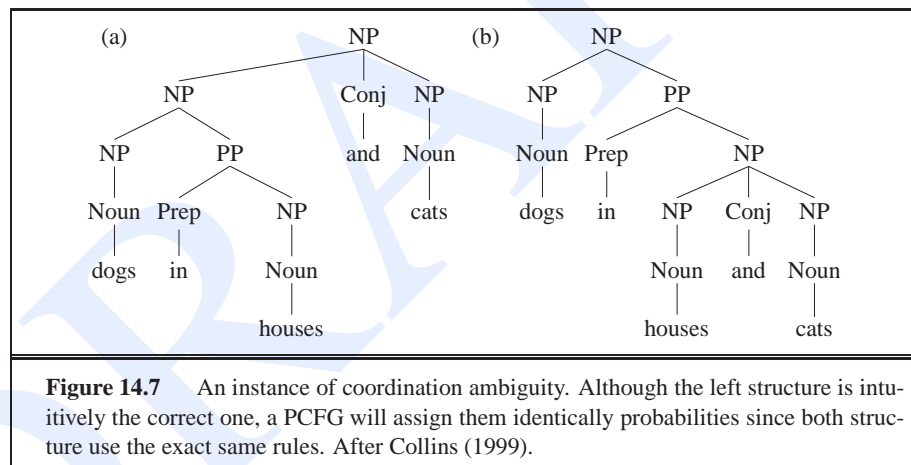 (a) NP (b) NP
NP Conj NP NP PP
NP PP and Noun Noun Prep NP
Noun Prep NP cats dogs in NP Conj NP
dogs in Noun Noun and Noun
houses houses cats
Figure 14.7 An instance of coordination ambiguity. Although the left structure is intu-
itively the correct one, a PCFG will assign them identically probabilities since both struc-
ture use the exact same rules. After Collins (1999).